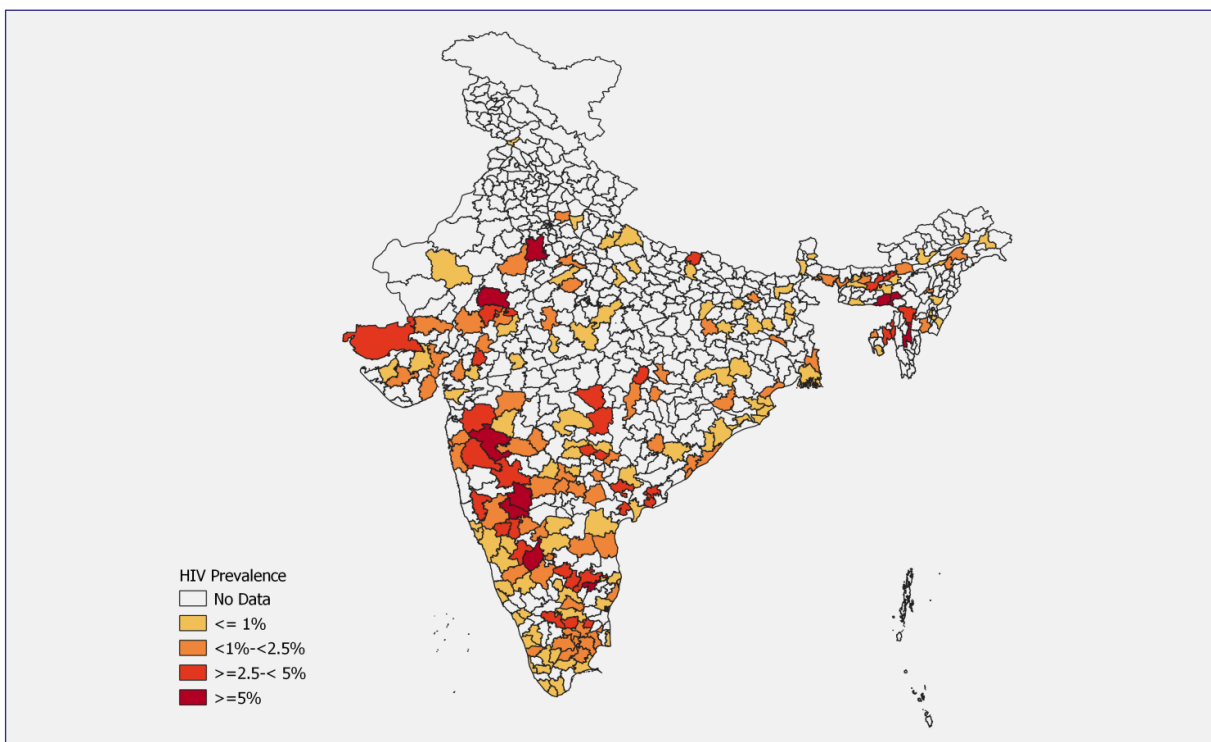 HIV Prevalence
No Data
<= 1%
<1%-<2.5%
>=2.5-< 5%
>=5%